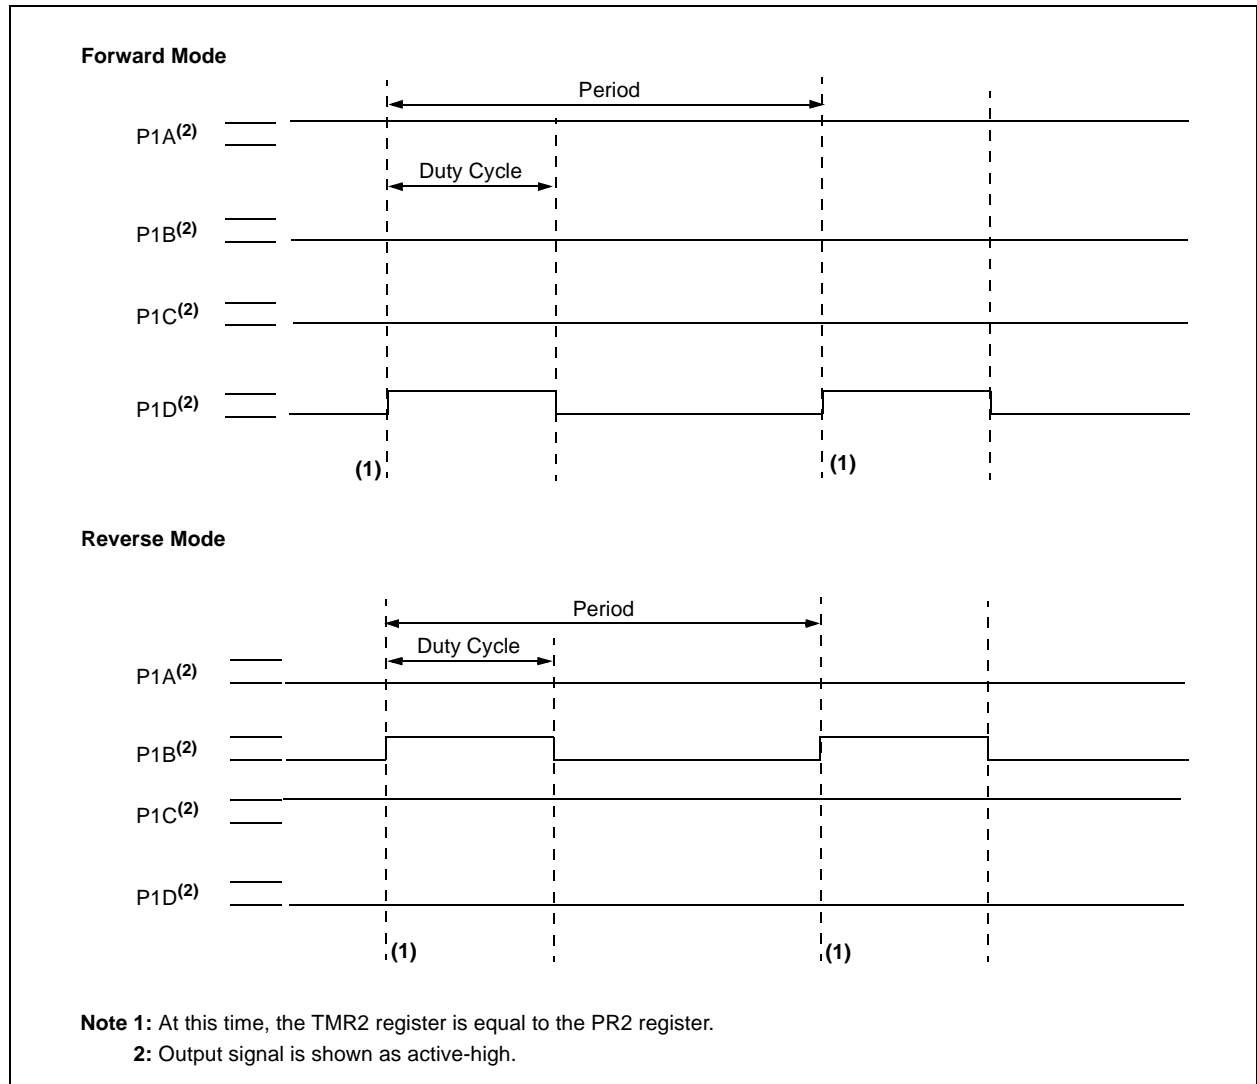 Forward Mode
Period
P1A(2)
Duty Cycle
P1B(2)
P1C(2)
P1D(2)
(1)
(1)
Reverse Mode
Period
Duty Cycle
P1A(2)
P1B(2)
P1C(2)
P1D(2)
(1)
(1)
Note 1: At this time, the TMR2 register is equal to the PR2 register.
2: Output signal is shown as active-high.